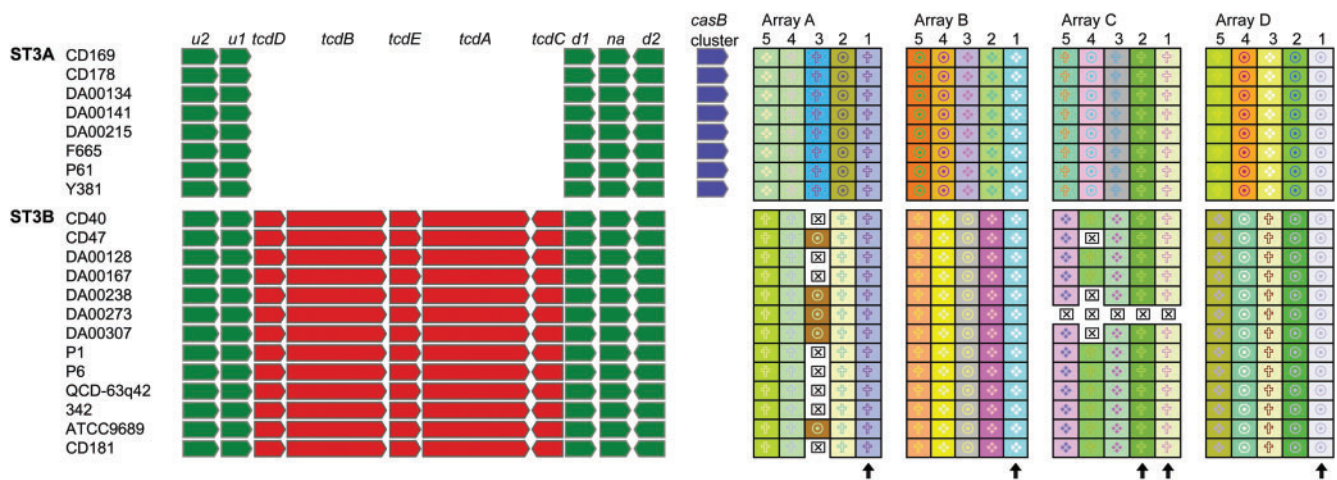 casB Array A Array B Array C Array D
u2 u1 tcdD tcdB tcdE tcdA tcdC d1 na d2 cluster 5 4 3 2 1 5 4 3 2 1 5 4 3 2 1 5 4 3 2 1
ST3A CD169
CD178
DA00134
DA00141
DA00215
F665
P61
Y381
ST3B CD40
CD47
DA00128
DA00167
DA00238
DA00273
DA00307
P1
P6
QCD-63q42
342
ATCC9689
CD181